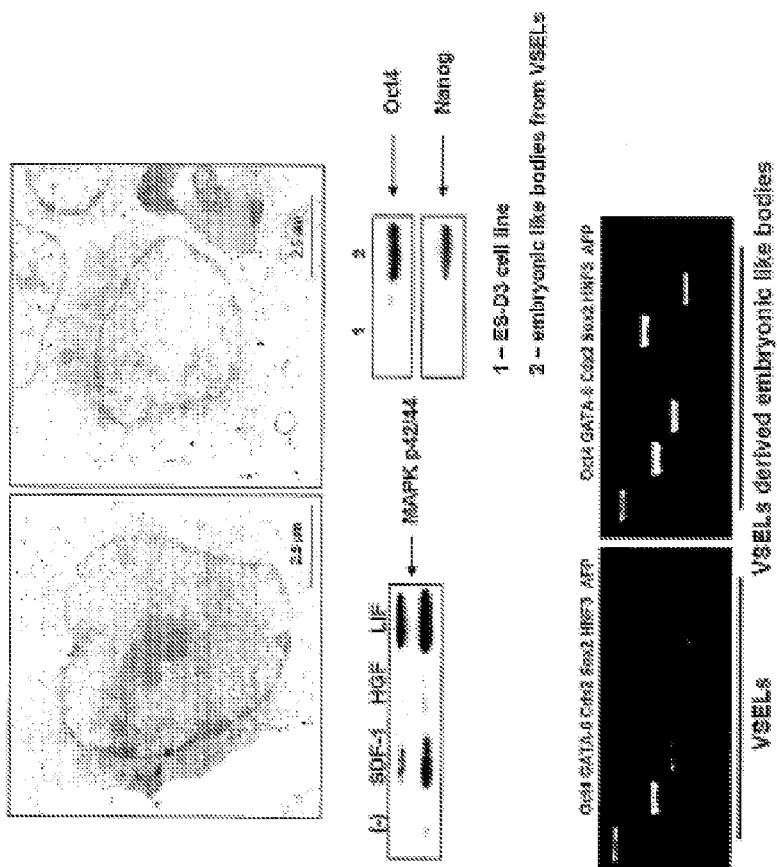 2.5 µm
2.5 µm
(-) SDF-1 HGF LIF
MAPK p42/44
1 2
Oct4
Nanog
1 – ES-D3 cell line
2 – embryonic like bodies from VSELs
Oct4 GATA-6 Cdx2 Sox2 HNF3 AFP
VSELs
Oct4 GATA-6 Cdx2 Sox2 HNF3 AFP
VSELs derived embryonic like bodies